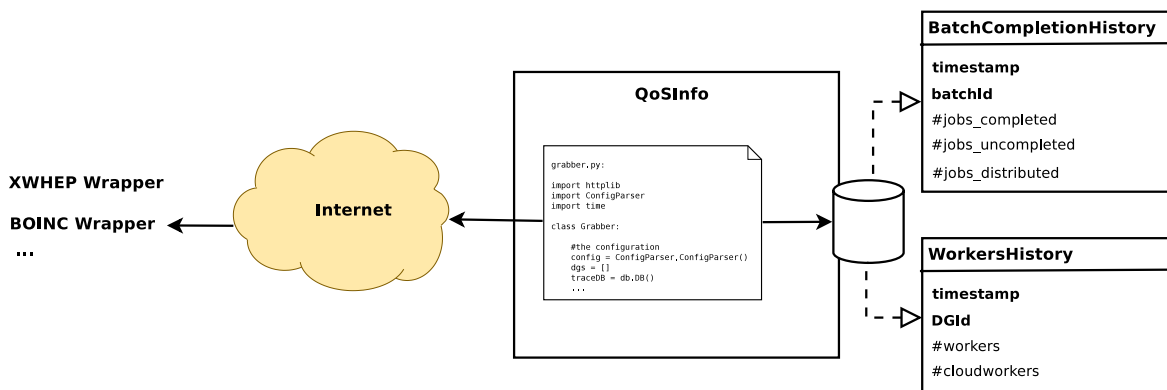 XWHEP Wrapper
BOINC Wrapper
...
Internet
QoSInfo
grabber.py:
import httplib
import ConfigParser
import time
class Grabber:
#the configuration
config = ConfigParser.ConfigParser()
dgs = []
traceDB = db.DB()
...
BatchCompletionHistory
timestamp
batchId
#jobs_completed
#jobs_uncompleted
#jobs_distributed
WorkersHistory
timestamp
DGId
#workers
#cloudworkers